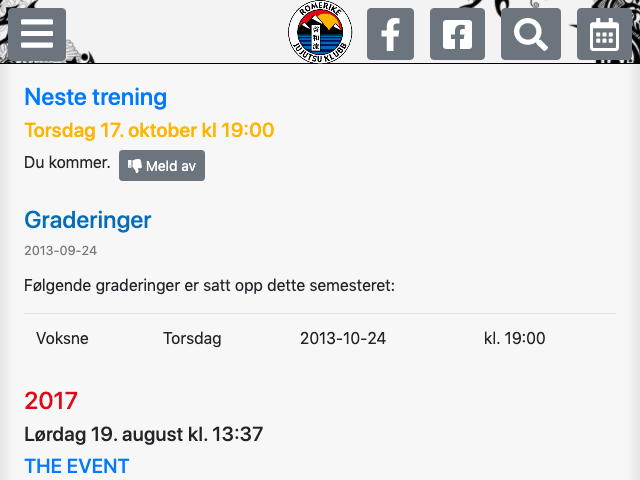 ROMERIKE
JUJUTSU KLUBB
Neste trening
Torsdag 17. oktober kl 19:00
Du kommer. Meld av
Graderinger
2013-09-24
Følgende graderinger er satt opp dette semesteret:
Voksne Torsdag 2013-10-24 kl. 19:00
2017
Lørdag 19. august kl. 13:37
THE EVENT